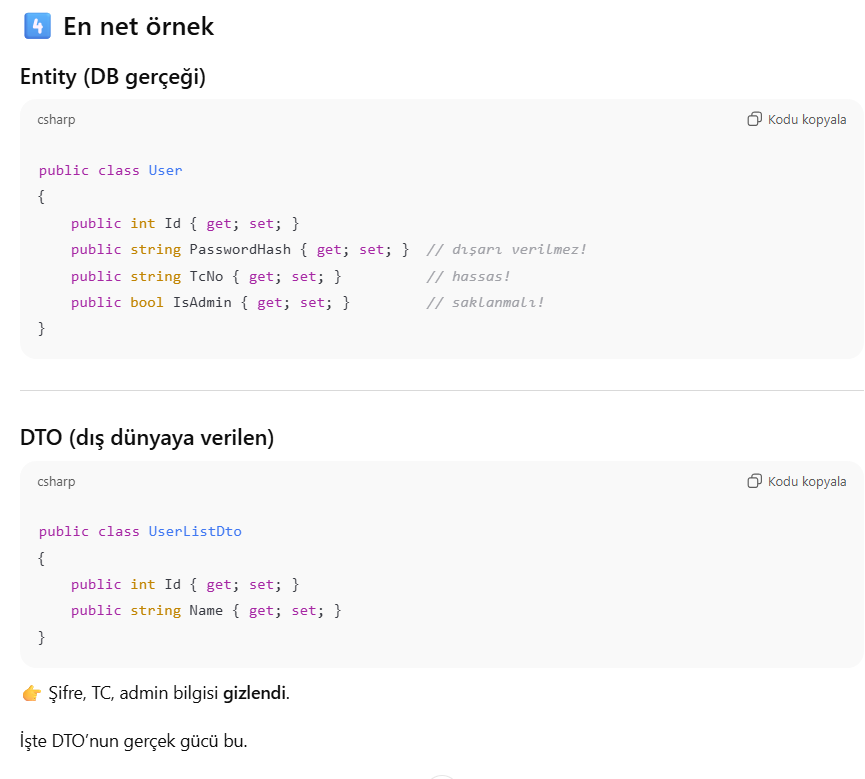 4 En net örnek
Entity (DB gerçeği)
csharp Kodu kopyala
public class User
{
    public int Id { get; set; }
    public string PasswordHash { get; set; }  // dışarı verilmez!
    public string TcNo { get; set; }          // hassas!
    public bool IsAdmin { get; set; }         // saklanmalı!
}
DTO (dış dünyaya verilen)
csharp Kodu kopyala
public class UserListDto
{
    public int Id { get; set; }
    public string Name { get; set; }
}
👉 Şifre, TC, admin bilgisi gizlendi.
İşte DTO’nun gerçek gücü bu.